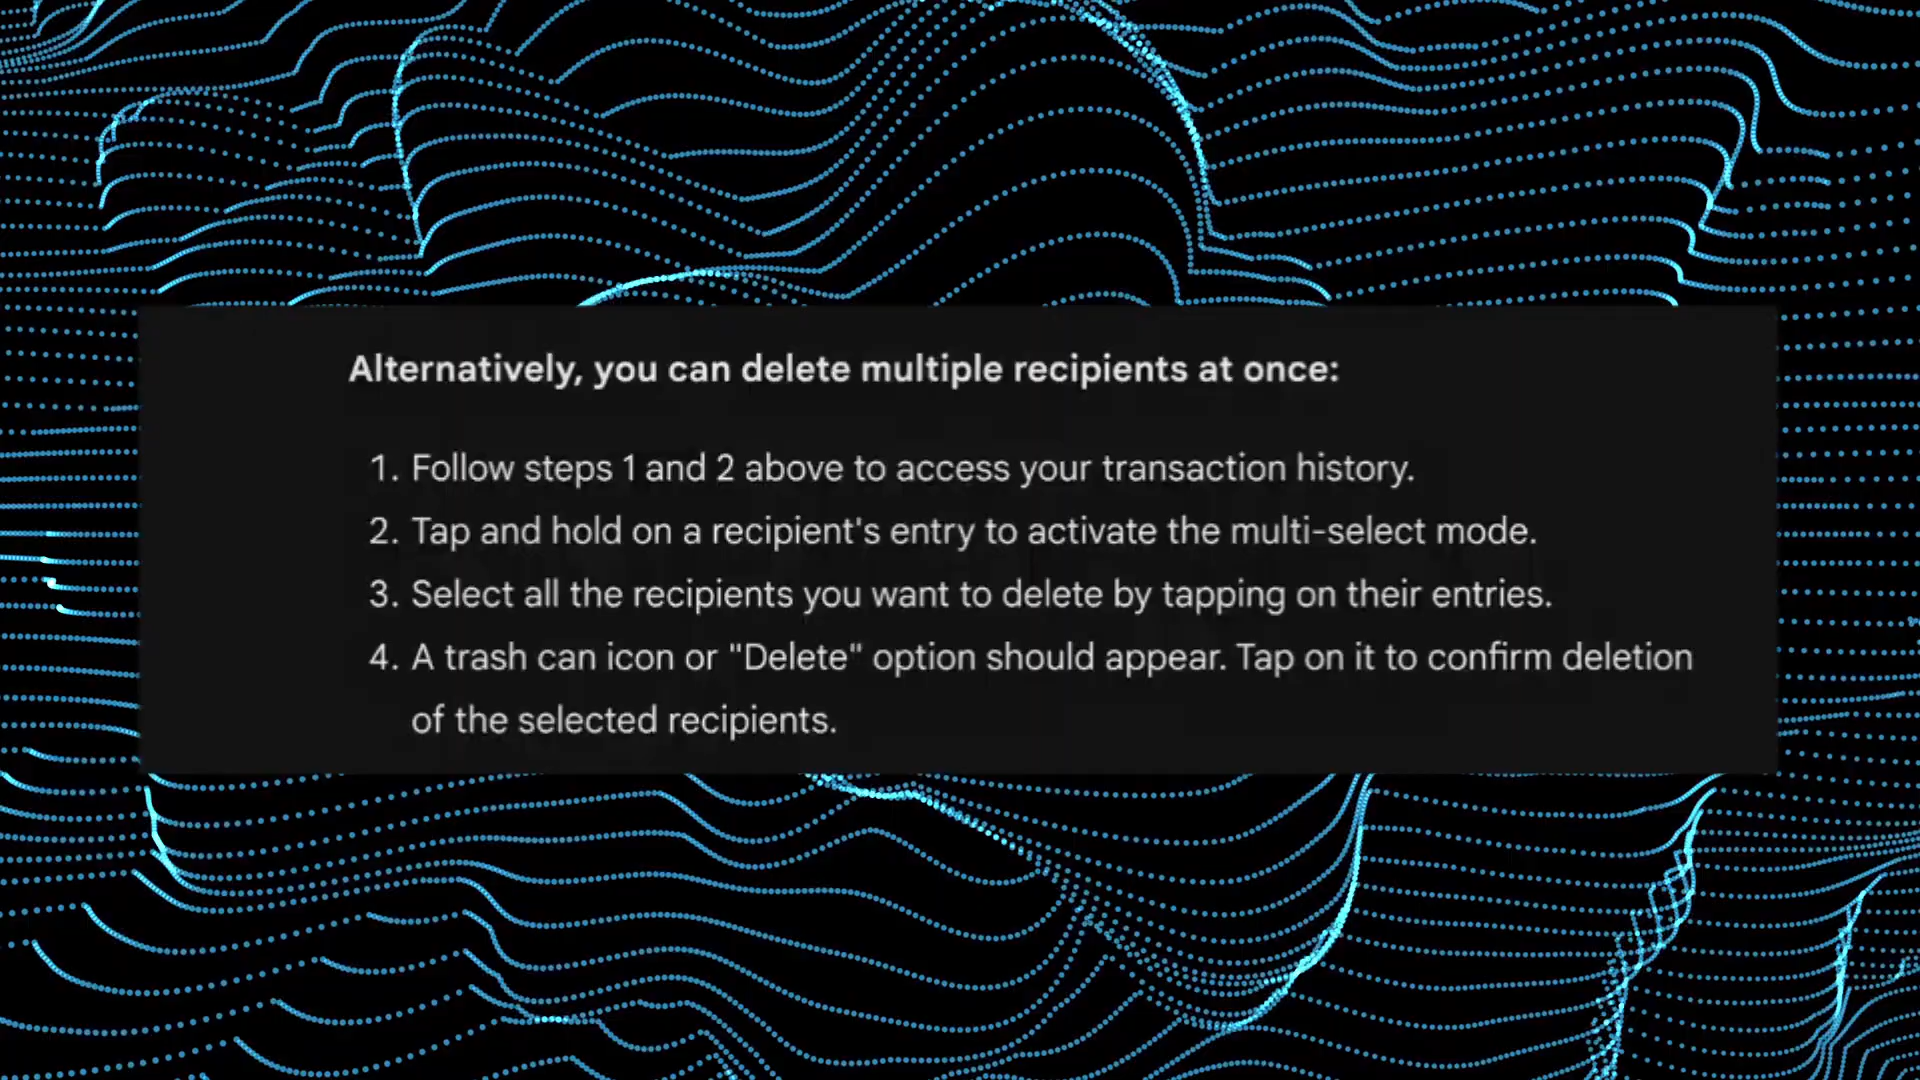 Alternatively, you can delete multiple recipients at once:
1. Follow steps 1 and 2 above to access your transaction history.
2. Tap and hold on a recipient's entry to activate the multi-select mode.
3. Select all the recipients you want to delete by tapping on their entries.
4. A trash can icon or "Delete" option should appear. Tap on it to confirm deletion
of the selected recipients.